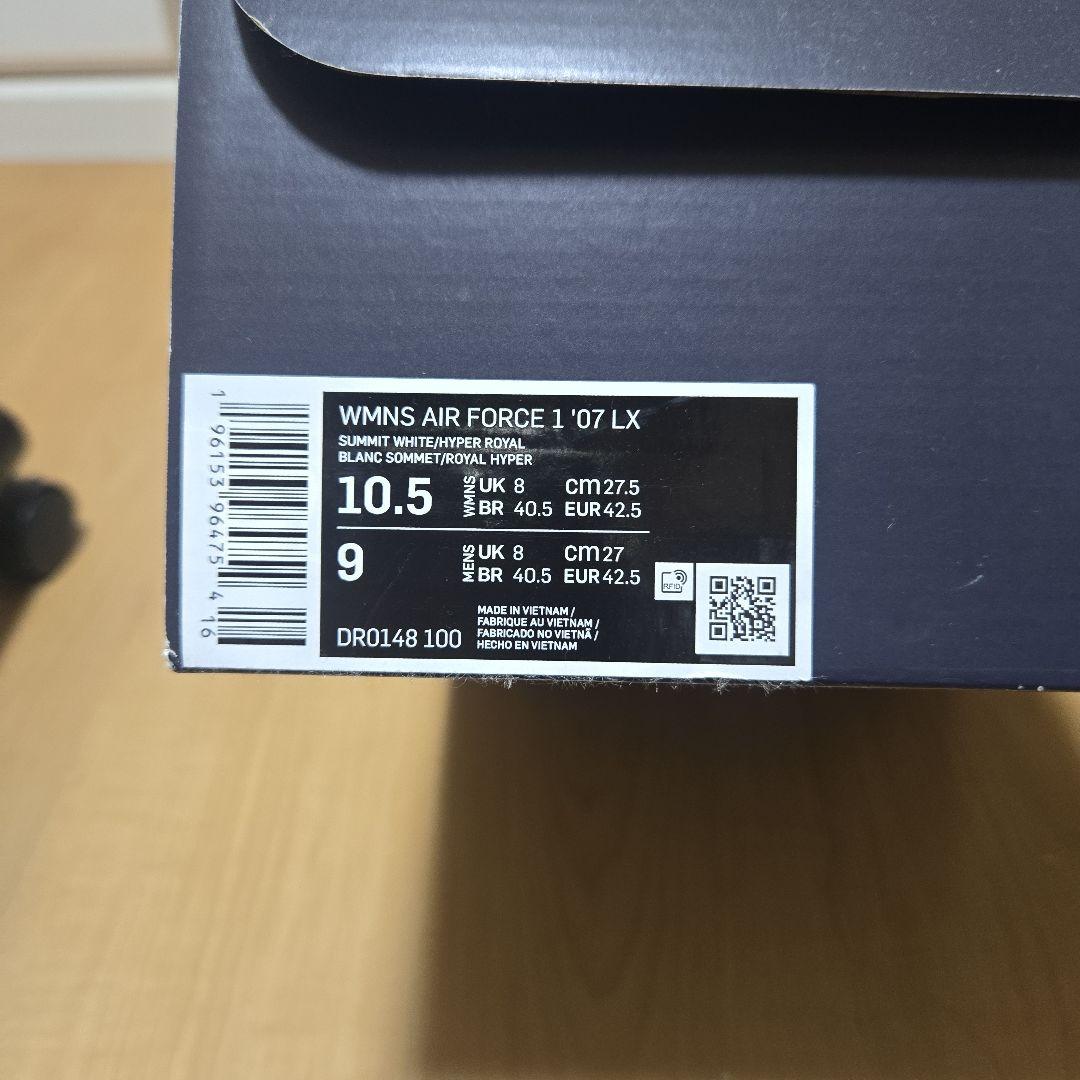 WMNS AIR FORCE 1 '07 LX
SUMMIT WHITE/HYPER ROYAL
BLANC SOMMET/ROYAL HYPER
10.5 WMNS UK 8 cm 27.5
BR 40.5 EUR 42.5
9 MENS UK 8 cm 27
BR 40.5 EUR 42.5
RFID
MADE IN VIETNAM /
FABRIQUE AU VIETNAM /
FABRICADO NO VIETNÃ /
HECHO EN VIETNAM
DR0148 100
1 96153 96475 4 16